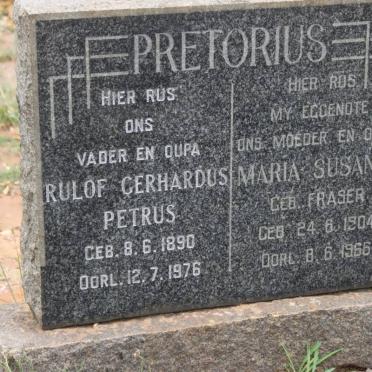 PRETORIUS
HIER RUS
ONS
VADER EN OUPA
RULOF GERHARDUS
PETRUS
GEB. 8. 6. 1890
OORL. 12. 7. 1976
HIER RUS
MY EGGENOTE
ONS MOEDER EN
MARIA SUSAN
GEB. FRASER
GEB. 24. 8. 1904
OORL. 8. 6. 1966